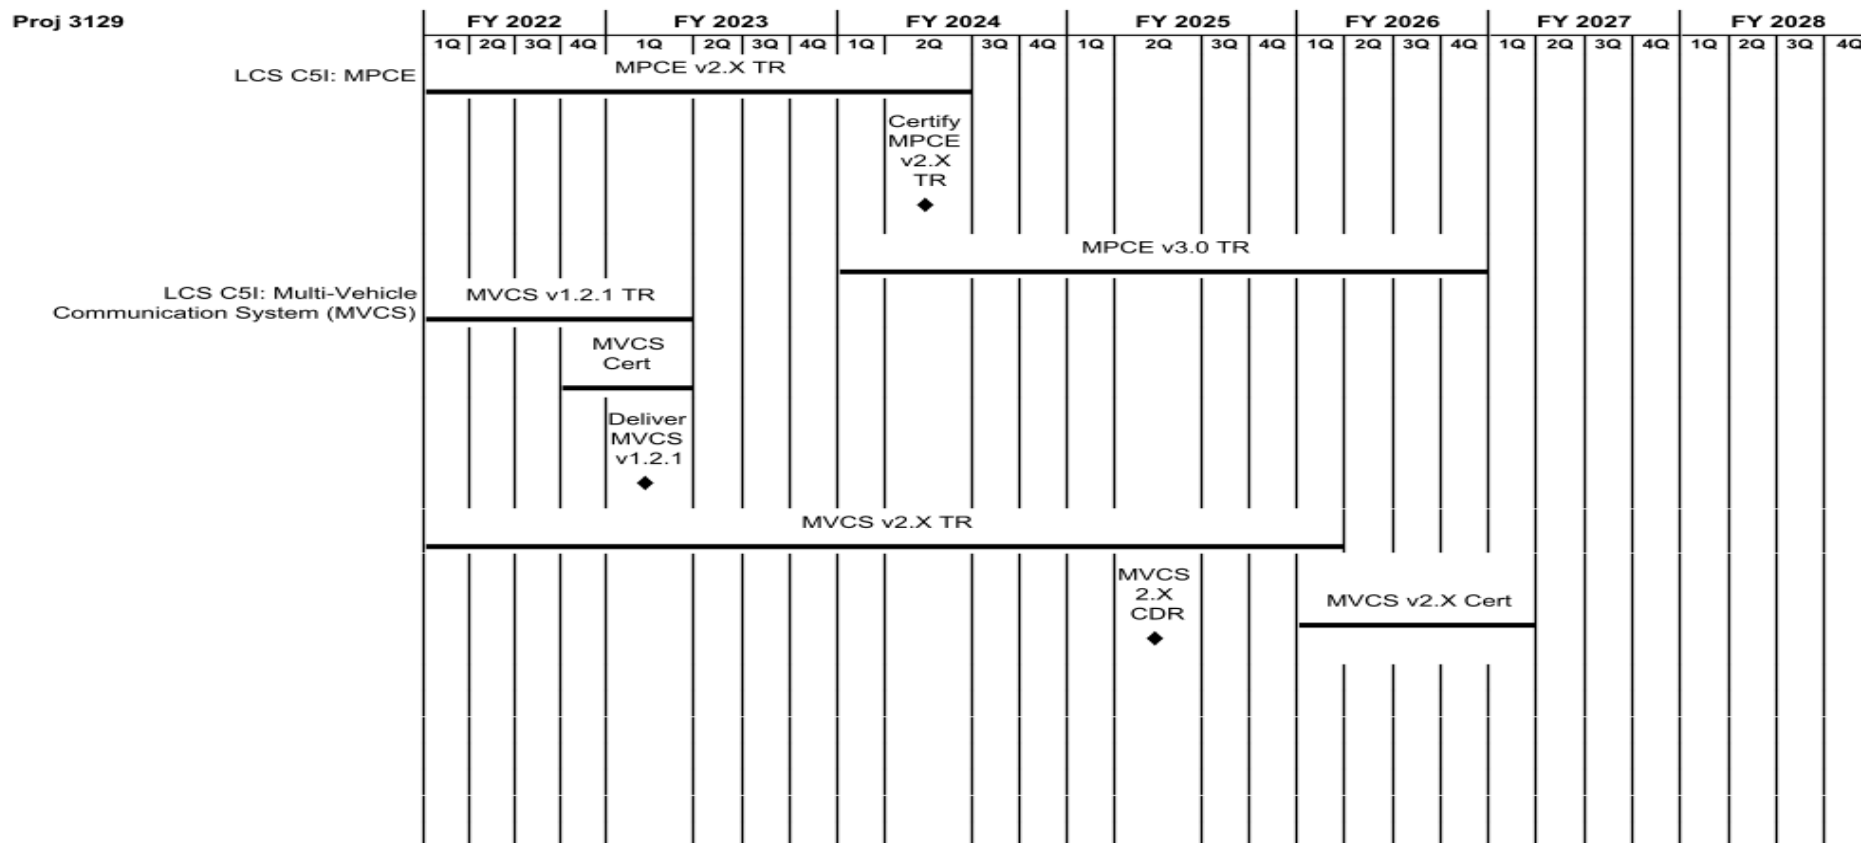 Proj 3129 FY 2022 FY 2023 FY 2024 FY 2025 FY 2026 FY 2027 FY 2028
1Q 2Q 3Q 4Q 1Q 2Q 3Q 4Q 1Q 2Q 3Q 4Q 1Q 2Q 3Q 4Q 1Q 2Q 3Q 4Q 1Q 2Q 3Q 4Q 1Q 2Q 3Q 4Q
LCS C5I: MPCE
MPCE v2.X TR
Certify
MPCE
v2.X
TR
MPCE v3.0 TR
LCS C5I: Multi-Vehicle
Communication System (MVCS)
MVCS v1.2.1 TR
MVCS
Cert
Deliver
MVCS
v1.2.1
MVCS v2.X TR
MVCS
2.X
CDR
MVCS v2.X Cert